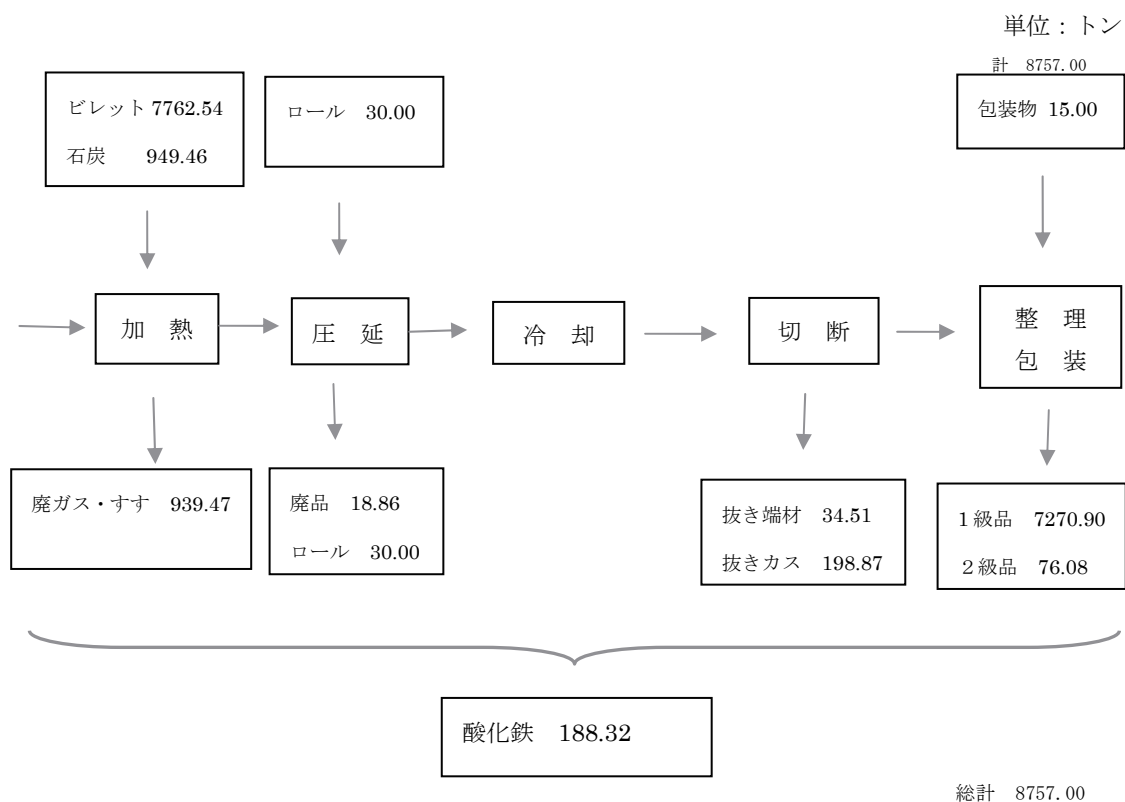 単位：トン
計　8757.00
ビレット 7762.54
石炭　　949.46
ロール　30.00
包装物 15.00
加　熱
圧　延
冷　却
切　断
整　理
包　装
廃ガス・すす　939.47
廃品　18.86
ロール　30.00
抜き端材　34.51
抜きカス　198.87
１級品　7270.90
２級品　76.08
酸化鉄　188.32
総計　8757.00